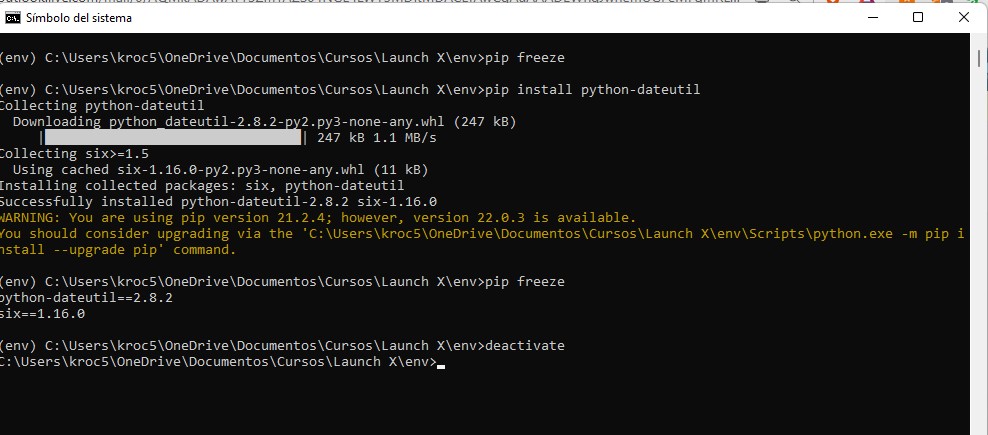 Símbolo del sistema
(env) C:\Users\kroc5\OneDrive\Documentos\Cursos\Launch X\env>pip freeze
(env) C:\Users\kroc5\OneDrive\Documentos\Cursos\Launch X\env>pip install python-dateutil
Collecting python-dateutil
Downloading python_dateutil-2.8.2-py2.py3-none-any.whl (247 kB)
| | 247 kB 1.1 MB/s
Collecting six>=1.5
Using cached six-1.16.0-py2.py3-none-any.whl (11 kB)
Installing collected packages: six, python-dateutil
Successfully installed python-dateutil-2.8.2 six-1.16.0
WARNING: You are using pip version 21.2.4; however, version 22.0.3 is available.
You should consider upgrading via the 'C:\Users\kroc5\OneDrive\Documentos\Cursos\Launch X\env\Scripts\python.exe -m pip i
nstall --upgrade pip' command.
(env) C:\Users\kroc5\OneDrive\Documentos\Cursos\Launch X\env>pip freeze
python-dateutil==2.8.2
six==1.16.0
(env) C:\Users\kroc5\OneDrive\Documentos\Cursos\Launch X\env>deactivate
C:\Users\kroc5\OneDrive\Documentos\Cursos\Launch X\env>